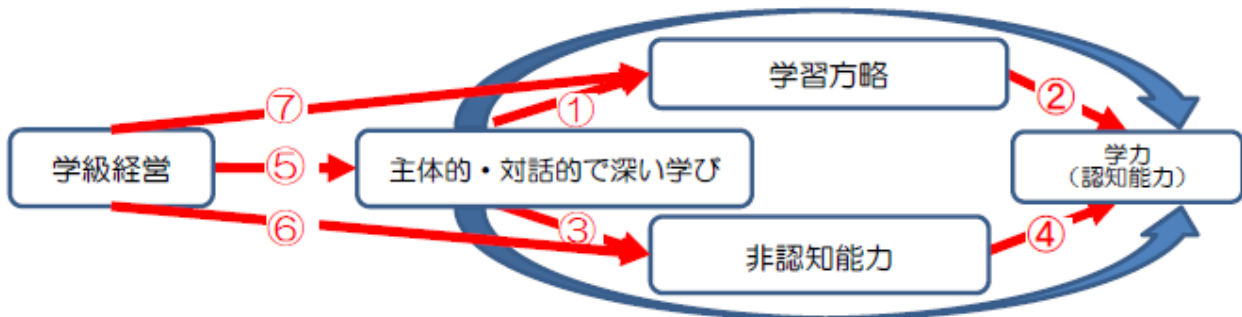 学習方略
⑦
①
②
学級経営
⑤
主体的・対話的で深い学び
学力
(認知能力)
⑥
③
④
非認知能力